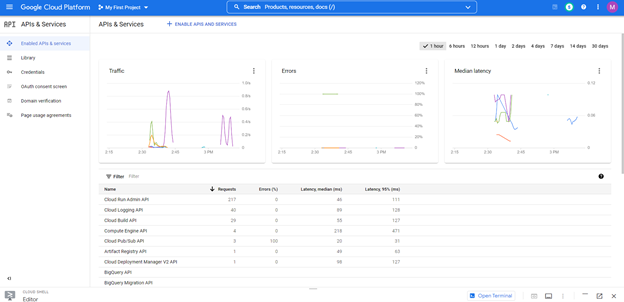 Google Cloud Platform My First Project Search Products, resources, docs (/) M
API APIs & Services APIs & Services + ENABLE APIS AND SERVICES
Enabled APIs & services
Library
Credentials
OAuth consent screen
Domain verification
Page usage agreements
1 hour 6 hours 12 hours 1 day 2 days 4 days 7 days 14 days 30 days
Traffic
1.0/s
0.8/s
0.6/s
0.4/s
0.2/s
0
2:15 2:30 2:45 3 PM
Errors
120%
100%
80%
60%
40%
20%
0
2:15 2:30 2:45 3 PM
Median latency
0
2:15 2:30 2:45 3 PM
Filter Filter
Name Requests Errors (%) Latency, median (ms) Latency, 95% (ms)
Cloud Run Admin API 217 0 46 111
Cloud Logging API 40 0 89 128
Cloud Build API 29 0 55 127
Compute Engine API 4 0 218 471
Cloud Pub/Sub API 3 100 20 31
Artifact Registry API 1 0 49 63
Cloud Deployment Manager V2 API 1 0 98 127
BigQuery API
BigQuery Migration API
CLOUD SHELL
Editor
Open Terminal